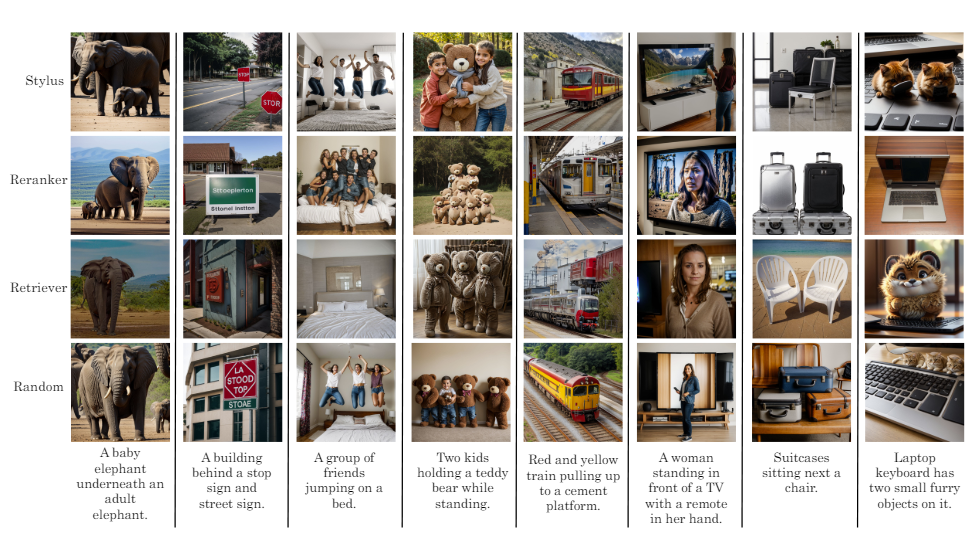 Stylus
STOP
STOP
Reranker
Retriever
Random
LA
STOOD
TOP
STOAE
A baby
elephant
underneath an
adult
elephant.
A building
behind a stop
sign and
street sign.
A group of
friends
jumping on a
bed.
Two kids
holding a teddy
bear while
standing.
Red and yellow
train pulling up
to a cement
platform.
A woman
standing in
front of a TV
with a remote
in her hand.
Suitcases
sitting next a
chair.
Laptop
keyboard has
two small furry
objects on it.